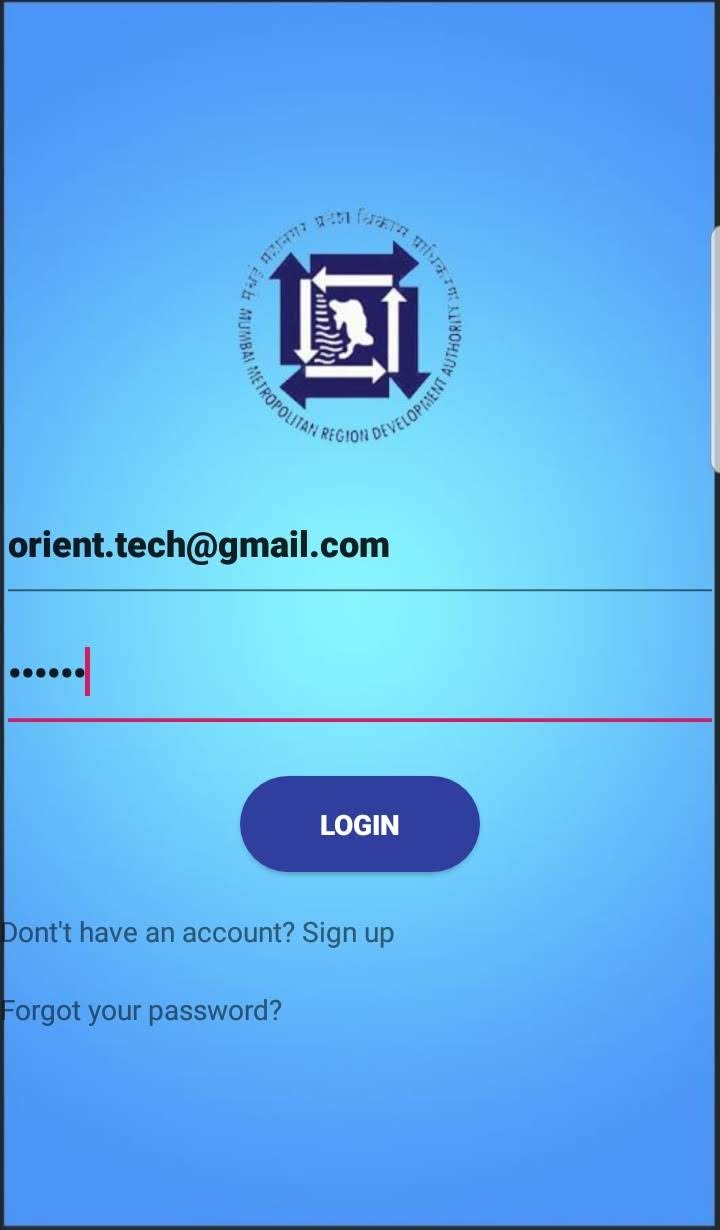 मुंबई महानगर प्रदेश विकास प्राधिकरण
MUMBAI METROPOLITAN REGION DEVELOPMENT AUTHORITY
orient.tech@gmail.com
••••••
LOGIN
Dont't have an account? Sign up
Forgot your password?